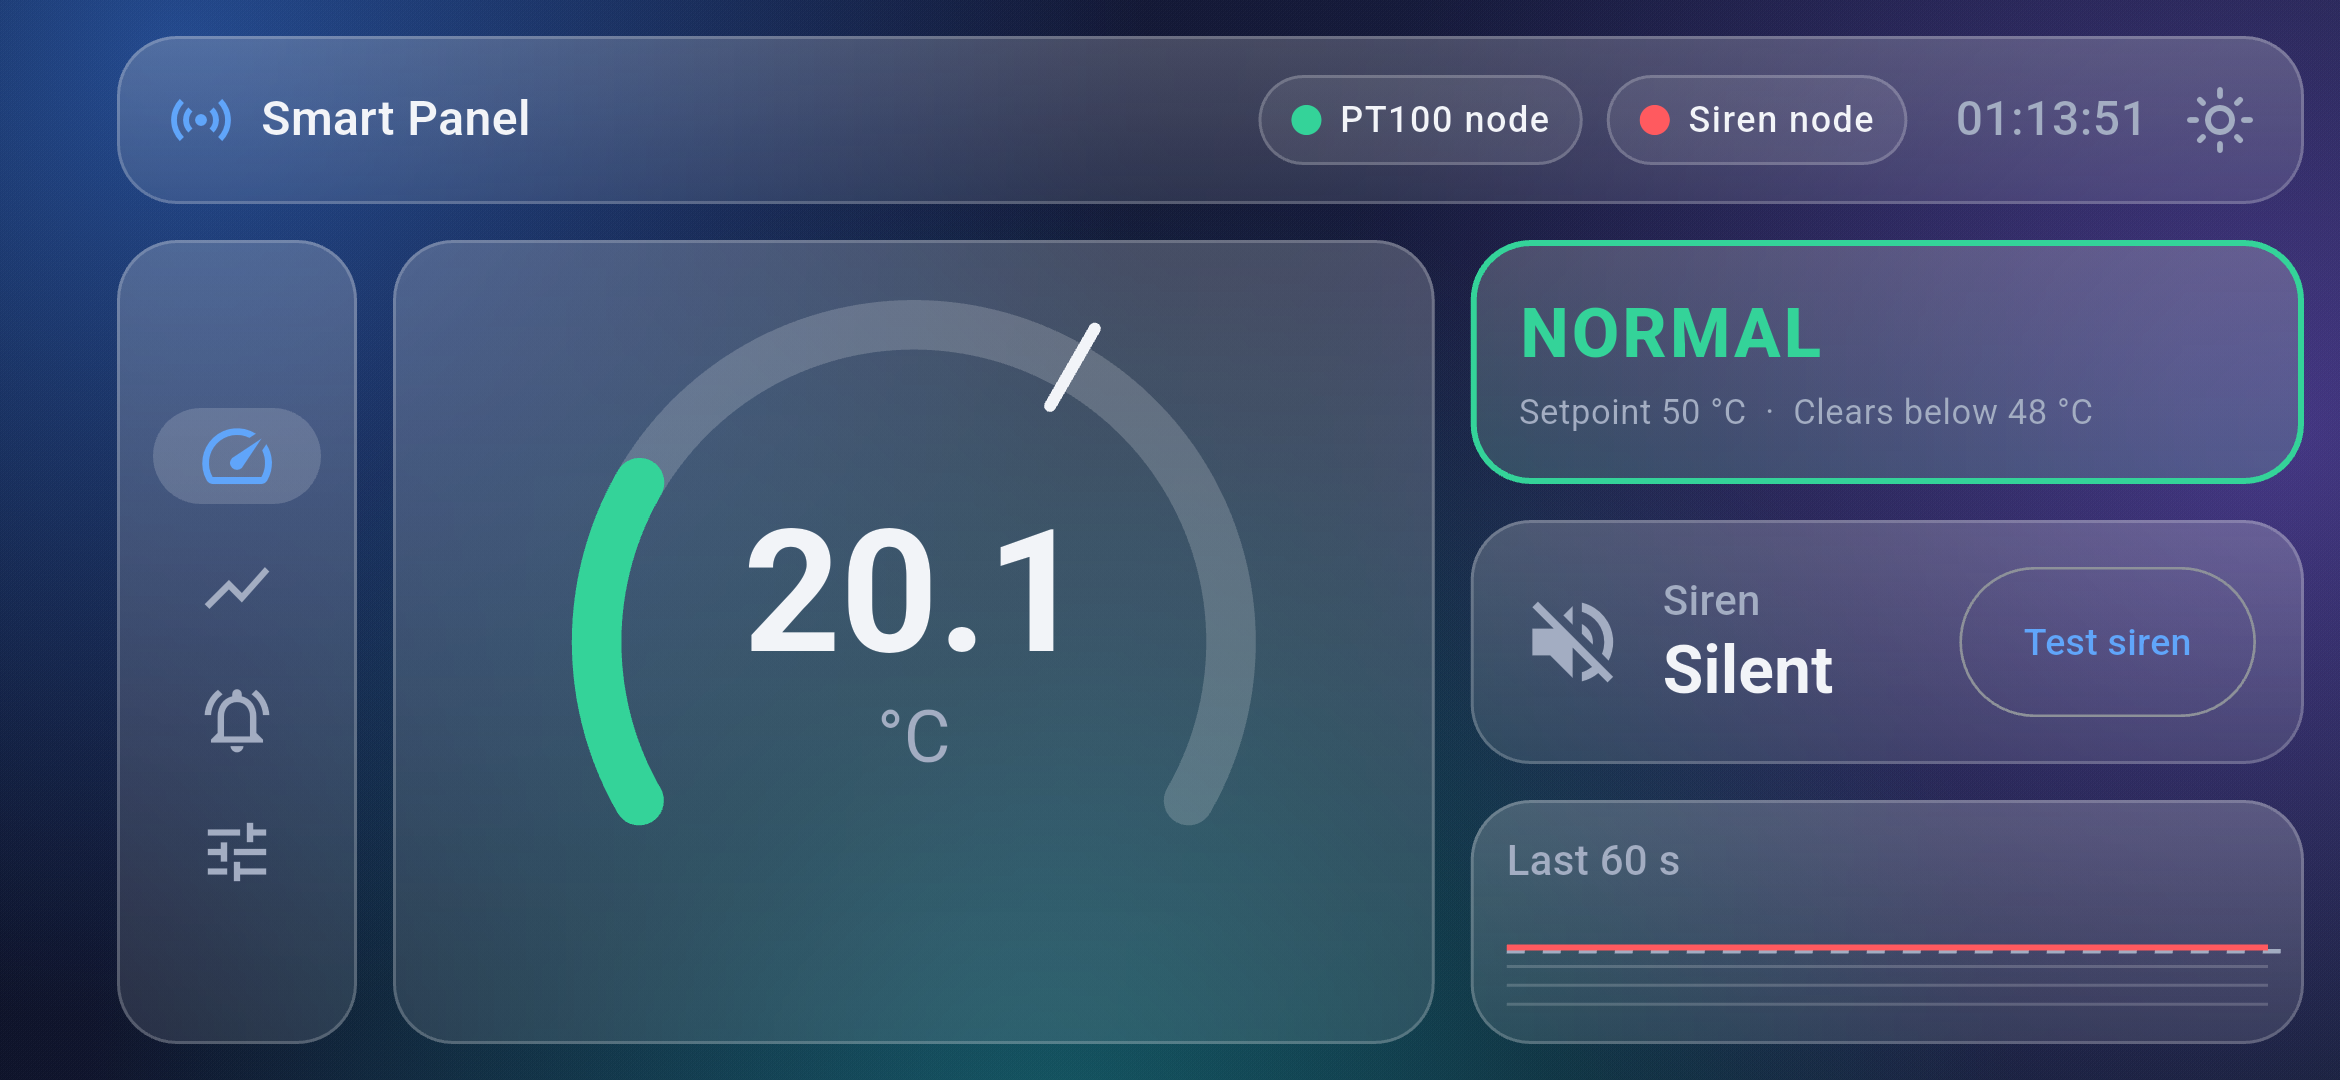 Smart Panel
PT100 node
Siren node
01:13:51
NORMAL
Setpoint 50 °C · Clears below 48 °C
20.1
°C
Siren
Silent
Test siren
Last 60 s